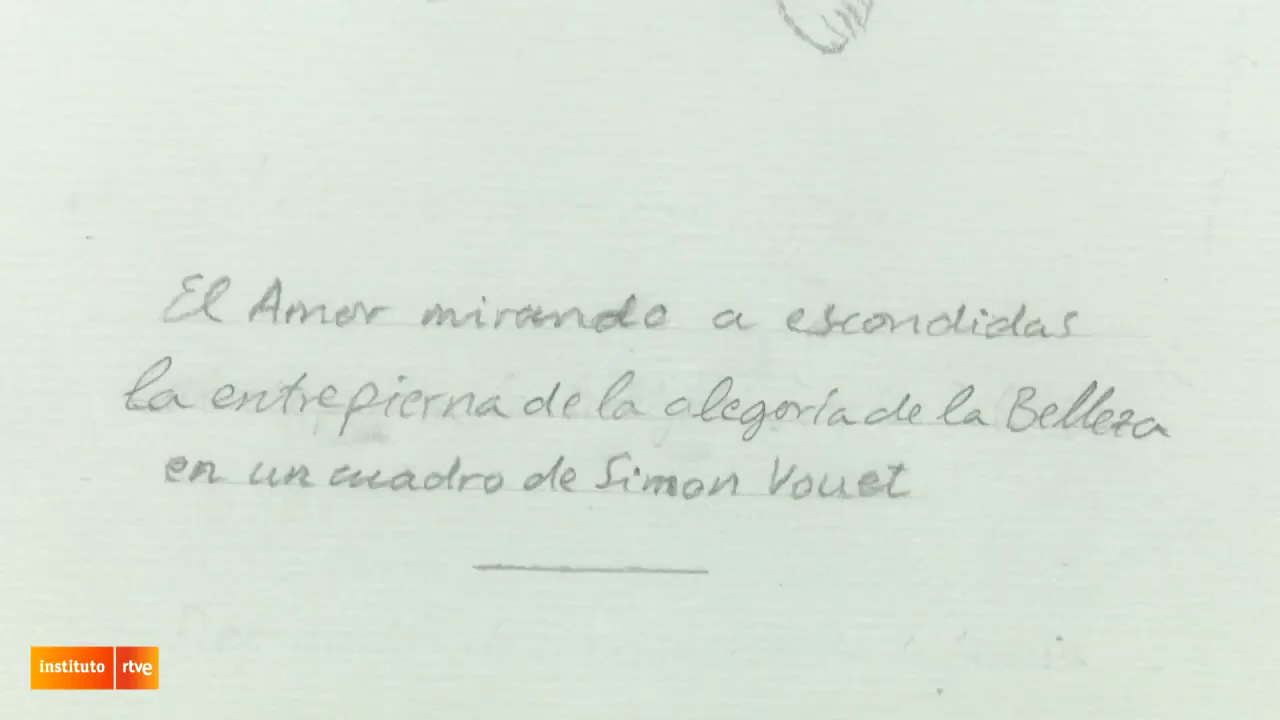 El Amor mirando a escondidas
la entrepierna de la alegoría de la Belleza
en un cuadro de Simon Vouet
instituto rtve